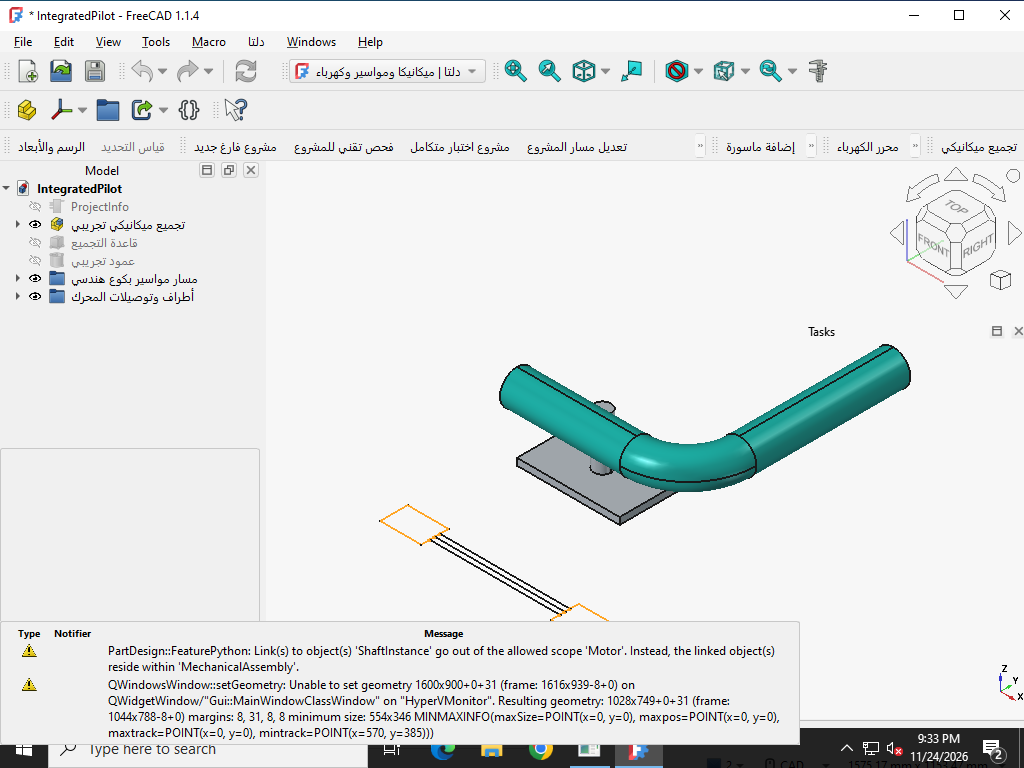 * IntegratedPilot - FreeCAD 1.1.4
File Edit View Tools Macro دلتا Windows Help
دلتا | ميكانيكا ومواسير وكهرباء
الرسم والأبعاد قياس التحديد مشروع فارغ جديد فحص تقني للمشروع مشروع اختبار متكامل تعديل مسار المشروع » إضافة ماسورة » محرر الكهرباء » تجميع ميكانيكي
Model
IntegratedPilot
ProjectInfo
تجميع ميكانيكي تجريبي
قاعدة التجميع
عمود تجريبي
مسار مواسير بكوع هندسي
أطراف وتوصيلات المحرك
TOP
FRONT RIGHT
Tasks
Type Notifier Message
PartDesign::FeaturePython: Link(s) to object(s) 'ShaftInstance' go out of the allowed scope 'Motor'. Instead, the linked object(s)
reside within 'MechanicalAssembly'.
QWindowsWindow::setGeometry: Unable to set geometry 1600x900+0+31 (frame: 1616x939-8+0) on
QWidgetWindow/"Gui::MainWindowClassWindow" on "HyperVMonitor". Resulting geometry: 1028x749+0+31 (frame:
1044x788-8+0) margins: 8, 31, 8, 8 minimum size: 554x346 MINMAXINFO(maxSize=POINT(x=0, y=0), maxpos=POINT(x=0, y=0),
maxtrack=POINT(x=0, y=0), mintrack=POINT(x=570, y=385)))
Z
Y
X
Type here to search
9:33 PM
11/24/2026
2
CAD